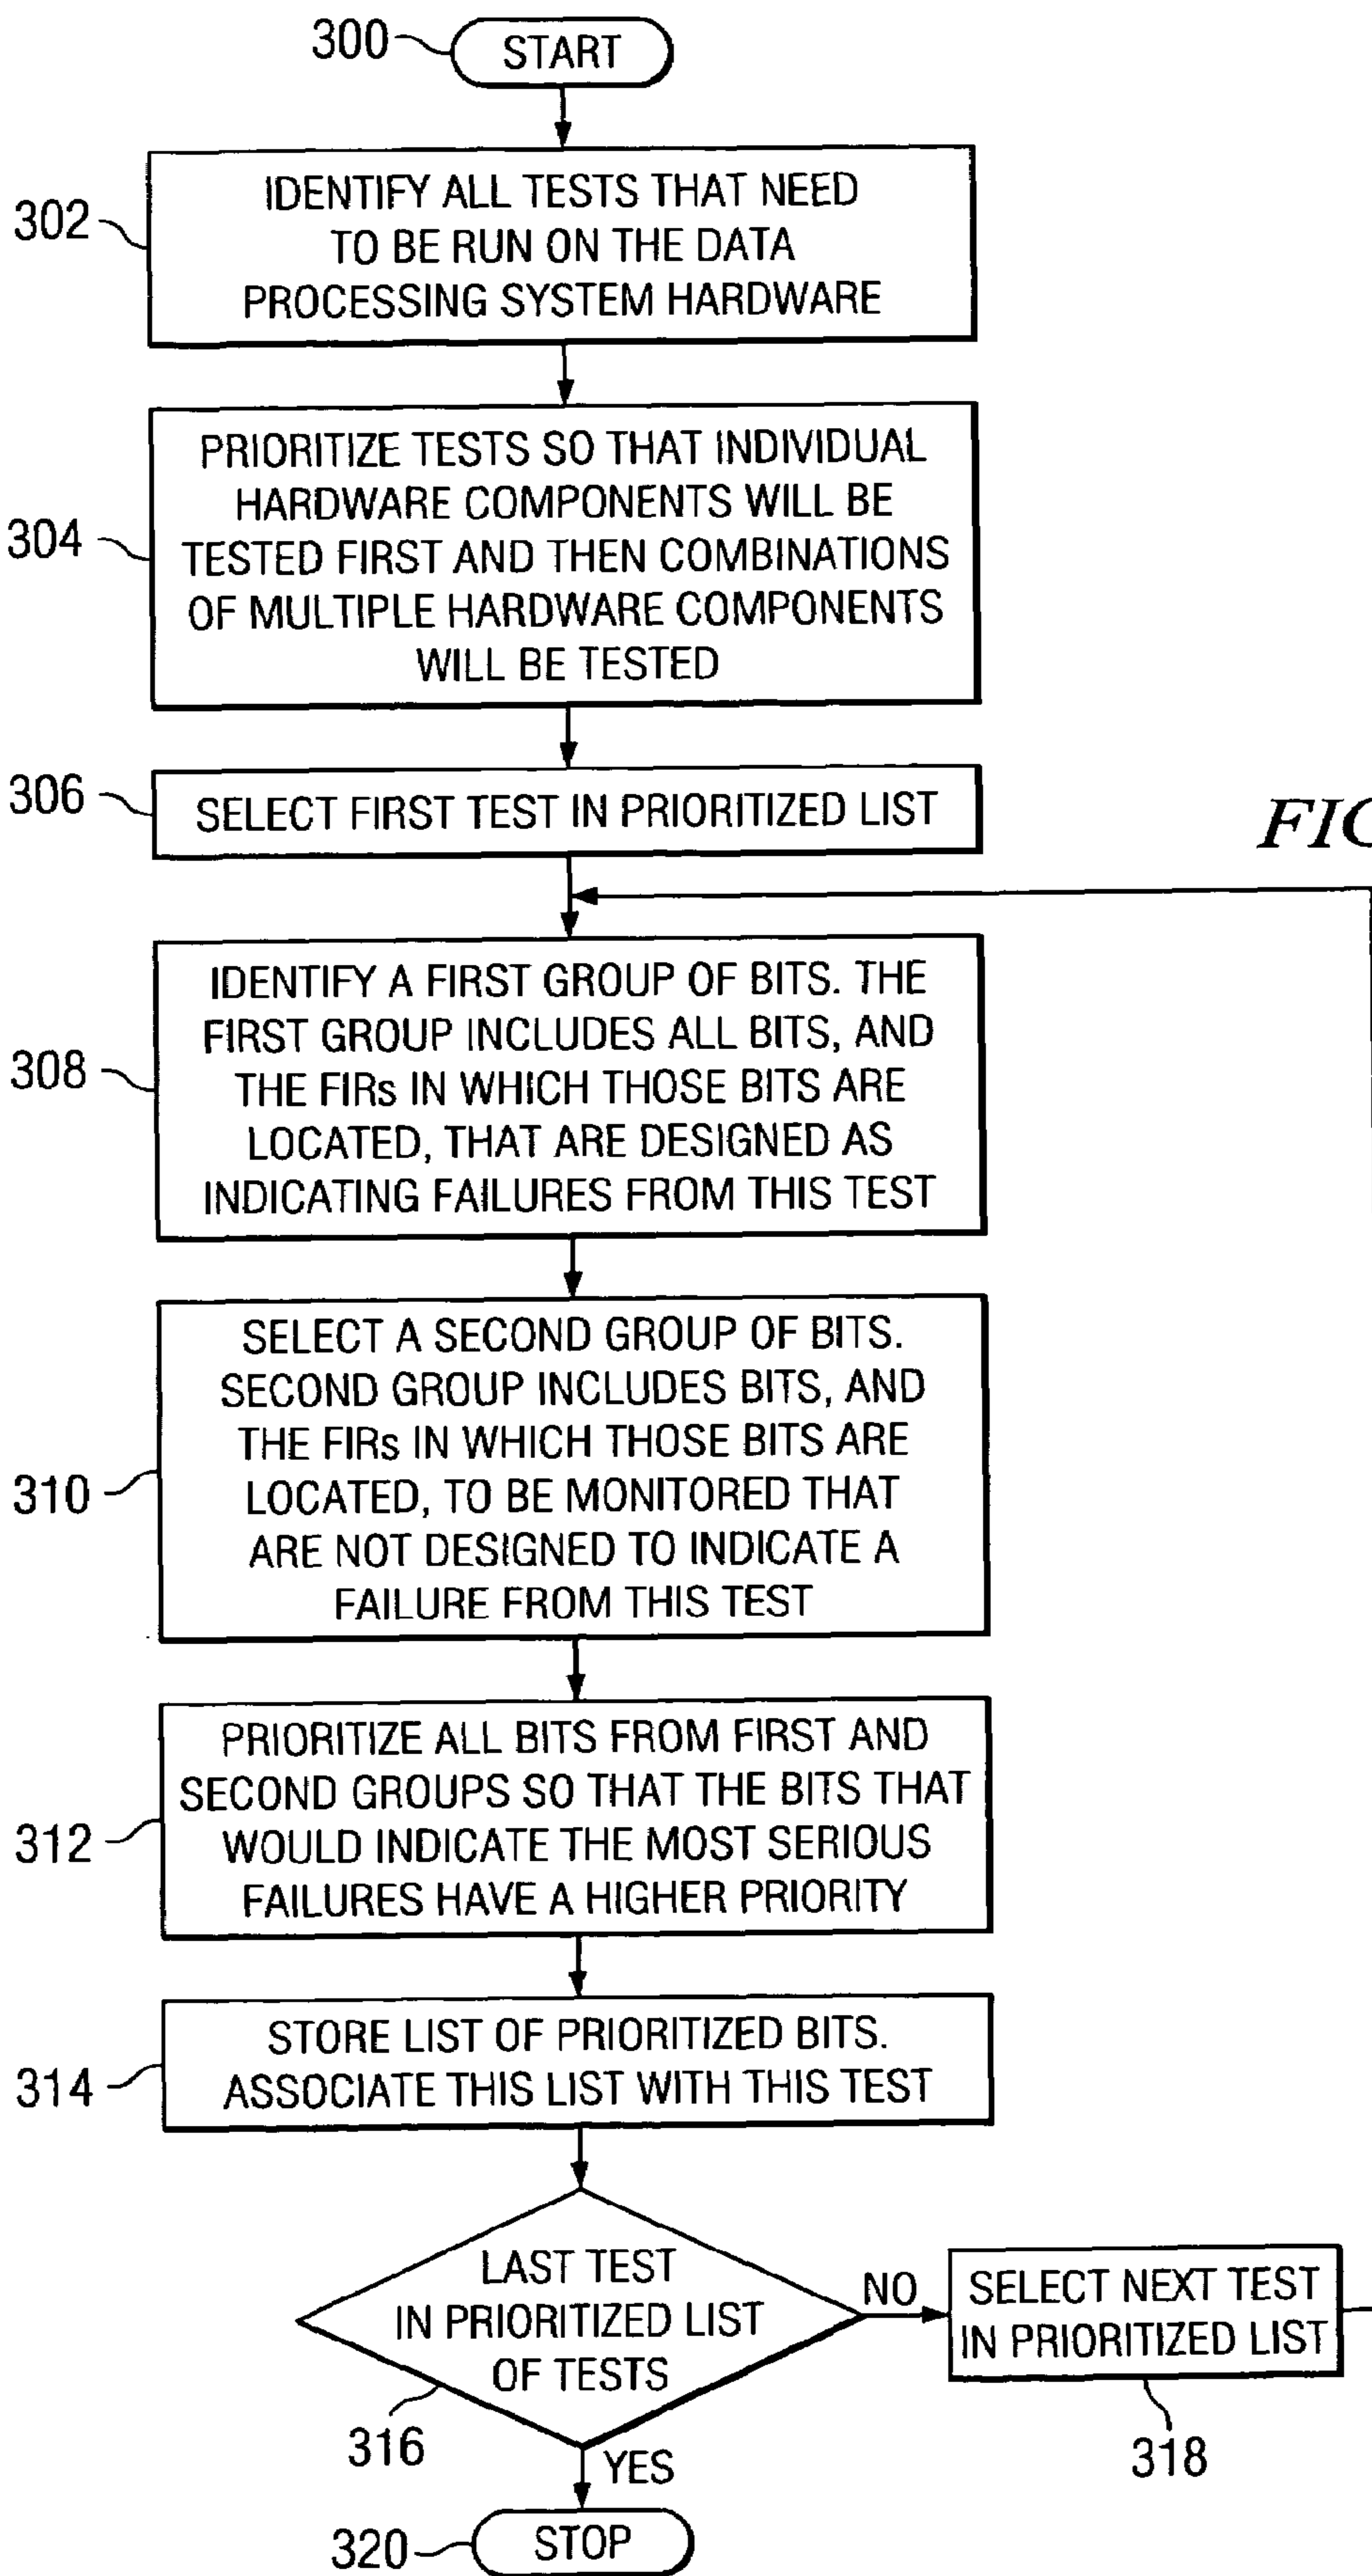 300
START
302
IDENTIFY ALL TESTS THAT NEED
TO BE RUN ON THE DATA
PROCESSING SYSTEM HARDWARE
304
PRIORITIZE TESTS SO THAT INDIVIDUAL
HARDWARE COMPONENTS WILL BE
TESTED FIRST AND THEN COMBINATIONS
OF MULTIPLE HARDWARE COMPONENTS
WILL BE TESTED
306
SELECT FIRST TEST IN PRIORITIZED LIST
308
IDENTIFY A FIRST GROUP OF BITS. THE
FIRST GROUP INCLUDES ALL BITS, AND
THE FIRs IN WHICH THOSE BITS ARE
LOCATED, THAT ARE DESIGNED AS
INDICATING FAILURES FROM THIS TEST
310
SELECT A SECOND GROUP OF BITS.
SECOND GROUP INCLUDES BITS, AND
THE FIRs IN WHICH THOSE BITS ARE
LOCATED, TO BE MONITORED THAT
ARE NOT DESIGNED TO INDICATE A
FAILURE FROM THIS TEST
312
PRIORITIZE ALL BITS FROM FIRST AND
SECOND GROUPS SO THAT THE BITS THAT
WOULD INDICATE THE MOST SERIOUS
FAILURES HAVE A HIGHER PRIORITY
314
STORE LIST OF PRIORITIZED BITS.
ASSOCIATE THIS LIST WITH THIS TEST
LAST TEST
IN PRIORITIZED LIST
OF TESTS
316
NO
SELECT NEXT TEST
IN PRIORITIZED LIST
318
YES
320
STOP